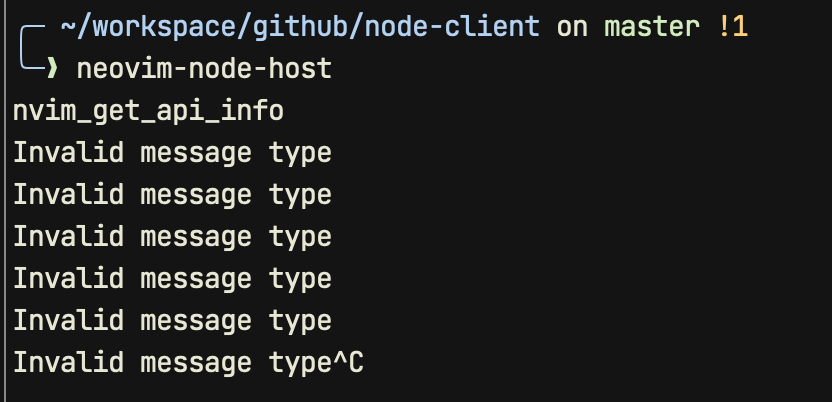 ~/workspace/github/node-client on master !1
❯ neovim-node-host
nvim_get_api_info
Invalid message type
Invalid message type
Invalid message type
Invalid message type
Invalid message type
Invalid message type^C